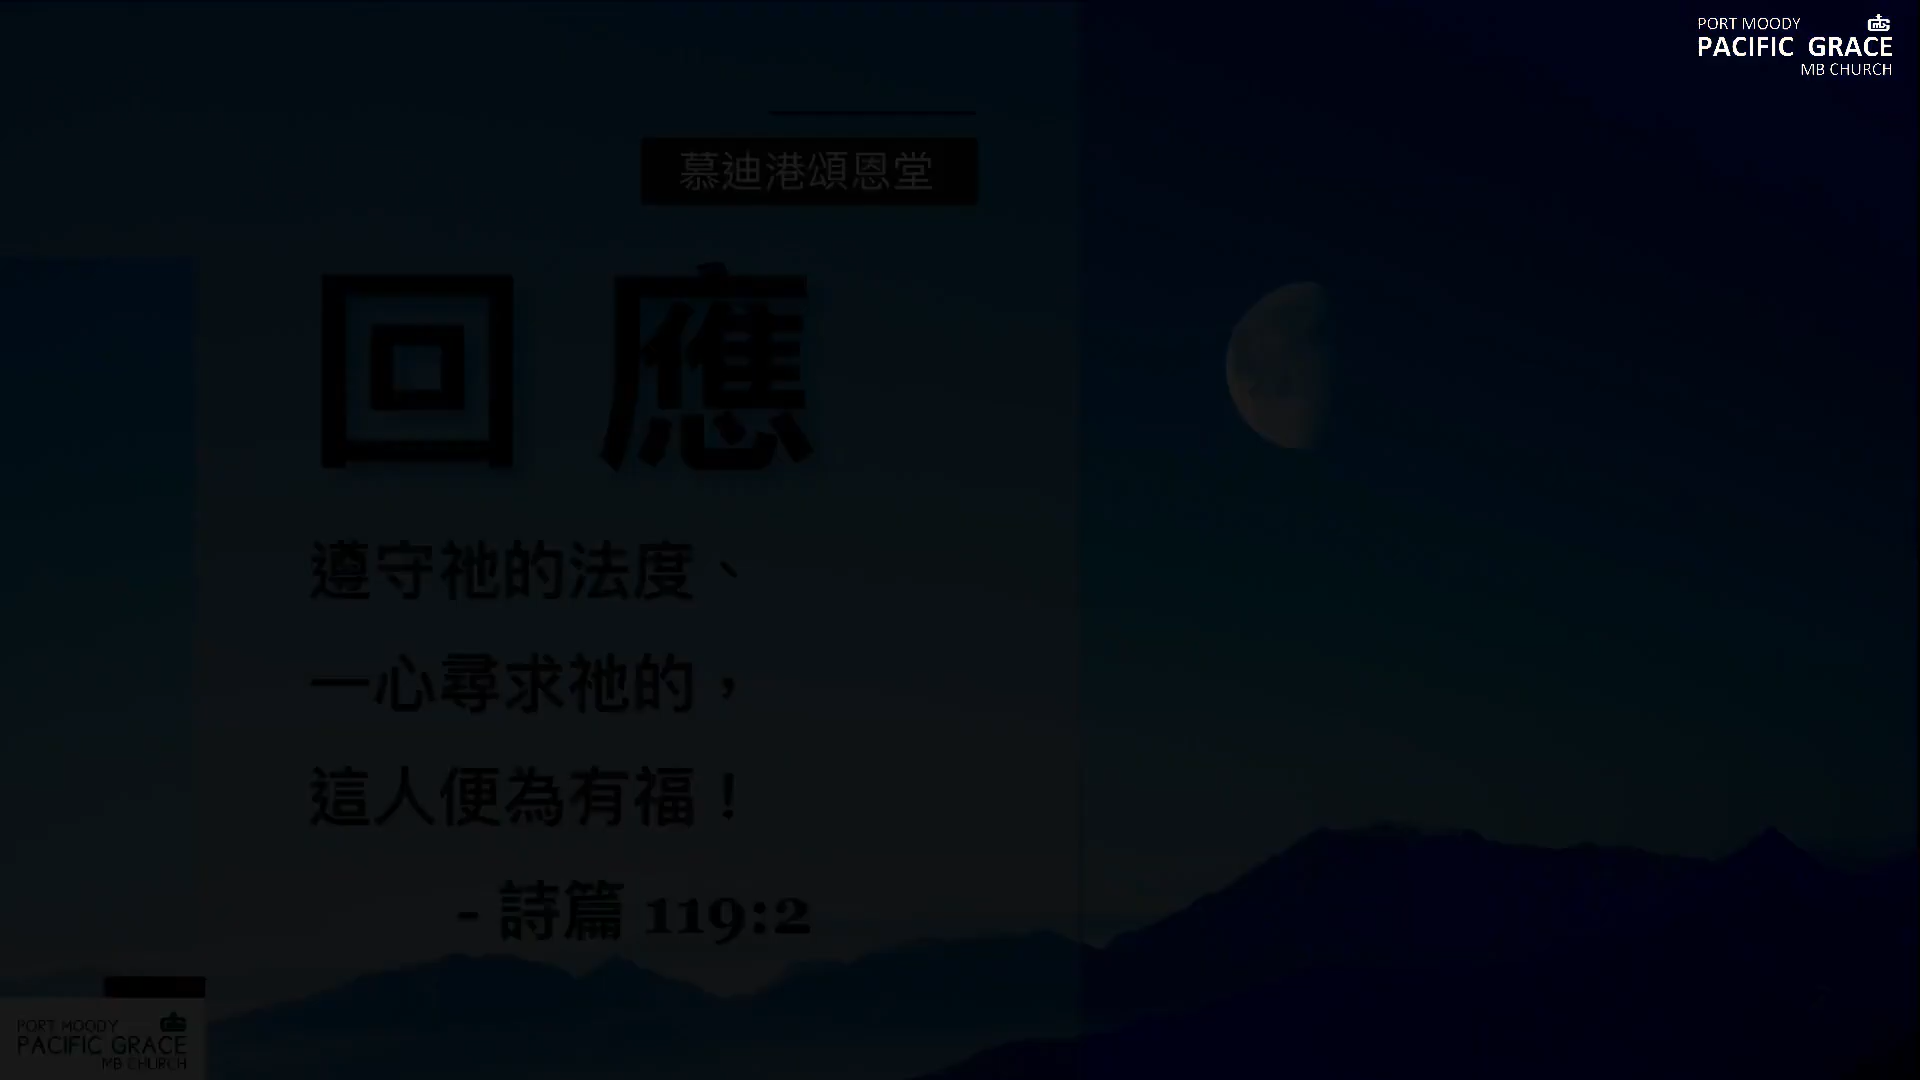 PORT MOODY
PACIFIC GRACE
MB CHURCH
慕迪港頌恩堂
回應
遵守祂的法度、
一心尋求祂的，
這人便為有福！
- 詩篇 119:2
PORT MOODY
PACIFIC GRACE
MB CHURCH